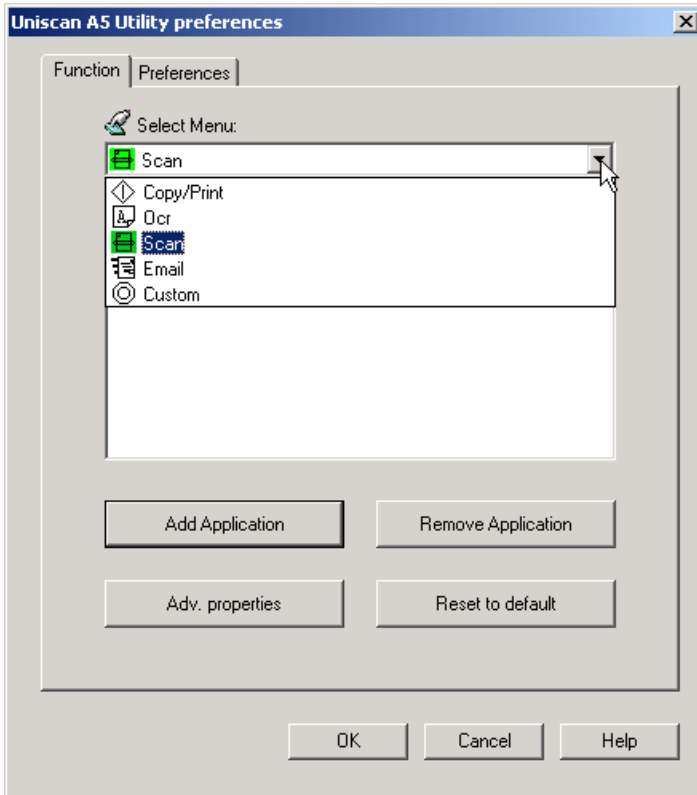 Uniscan A5 Utility preferences
Function Preferences
Select Menu:
Scan
Copy/Print
Ocr
Scan
Email
Custom
Add Application Remove Application
Adv. properties Reset to default
OK Cancel Help